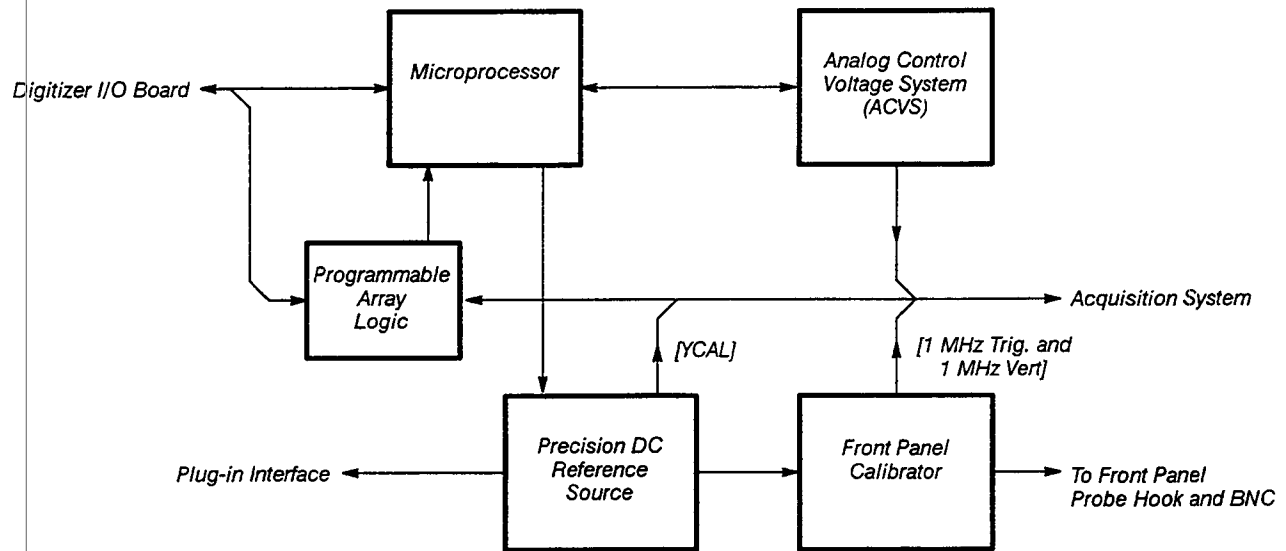 Microprocessor
Analog Control
Voltage System
(ACVS)
Digitizer I/O Board
Programmable
Array
Logic
Acquisition System
[YCAL]
[1 MHz Trig. and
1 MHz Vert]
Precision DC
Reference
Source
Front Panel
Calibrator
Plug-in Interface
To Front Panel
Probe Hook and BNC